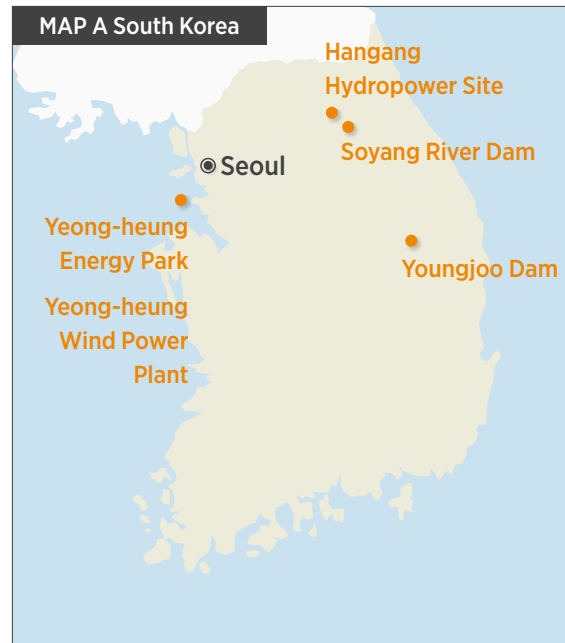 MAP A South Korea
Hangang
Hydropower Site
Soyang River Dam
Seoul
Yeong-heung
Energy Park
Youngjoo Dam
Yeong-heung
Wind Power
Plant